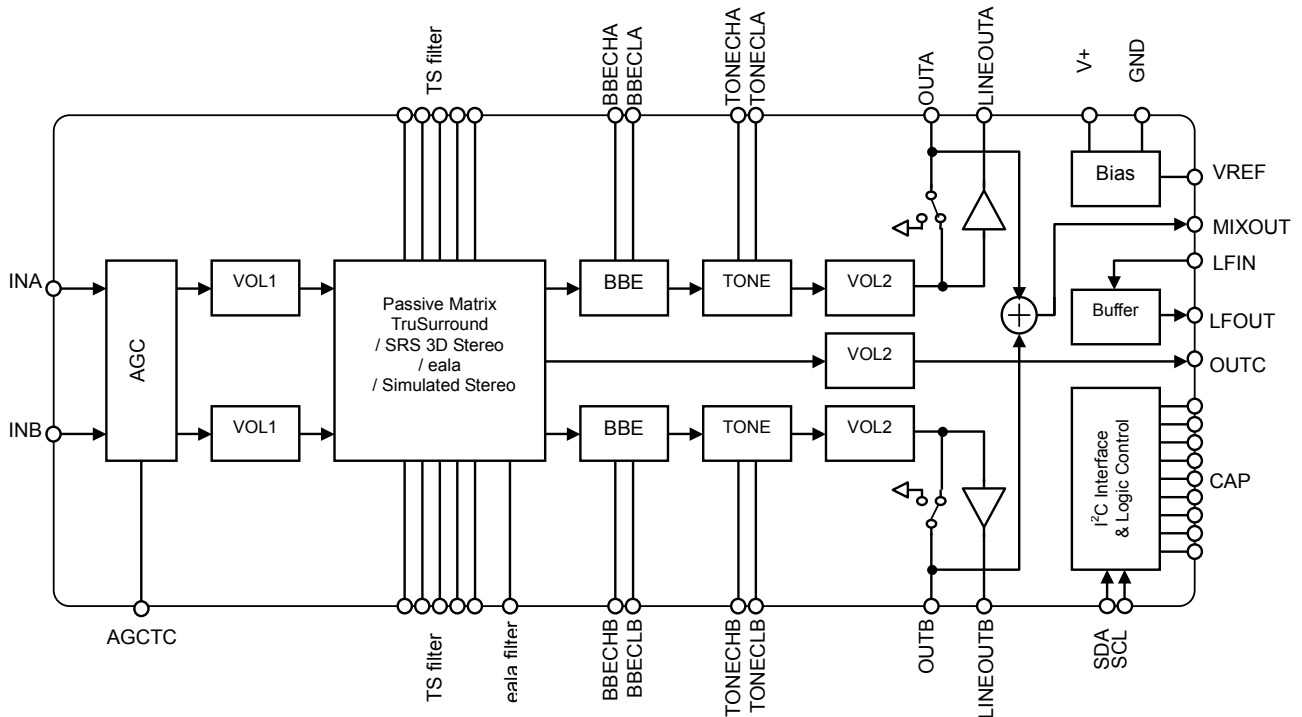 TS filter
BBECHA
BBECLA
TONECHA
TONECLA
OUTA
LINEOUTA
V+
GND
Bias
VREF
MIXOUT
LFIN
Buffer
LFOUT
INA
AGC
VOL1
Passive Matrix
TruSurround
/ SRS 3D Stereo
/ eala
/ Simulated Stereo
BBE
TONE
VOL2
VOL2
OUTC
INB
VOL1
BBE
TONE
VOL2
I²C Interface
& Logic Control
CAP
AGCTC
TS filter
eala filter
BBECHB
BBECLB
TONECHB
TONECLB
OUTB
LINEOUTB
SDA
SCL